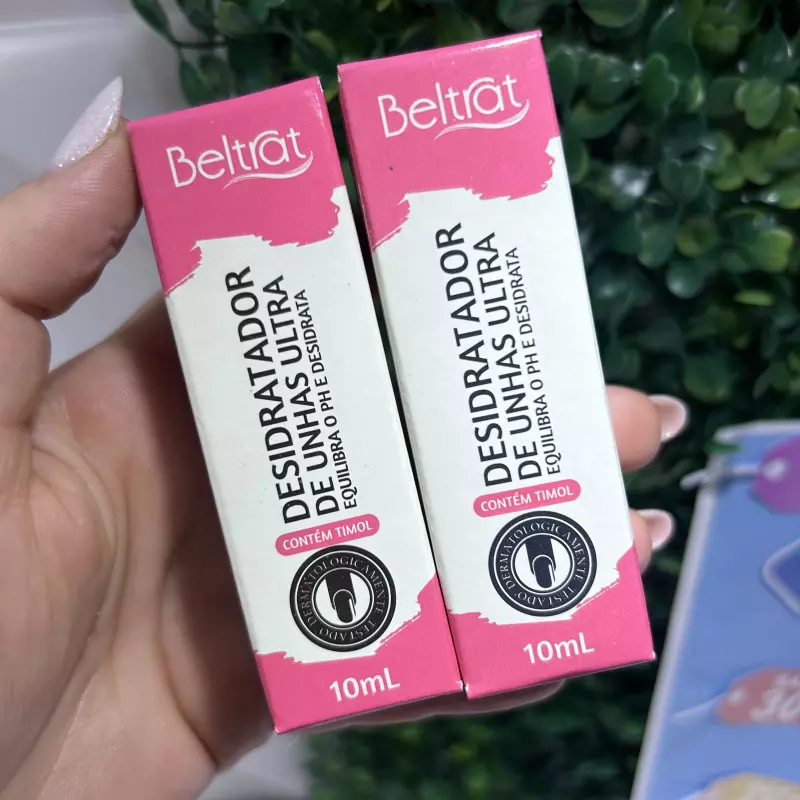 Beltrat
DESIDRATADOR
DE UNHAS ULTRA
EQUILIBRA O PH E DESIDRATA
CONTÉM TIMOL
TESTADO DERMATOLOGICAMENTE
10mL
Beltrat
DESIDRATADOR
DE UNHAS ULTRA
EQUILIBRA O PH E DESIDRATA
CONTÉM TIMOL
TESTADO DERMATOLOGICAMENTE
10mL
30